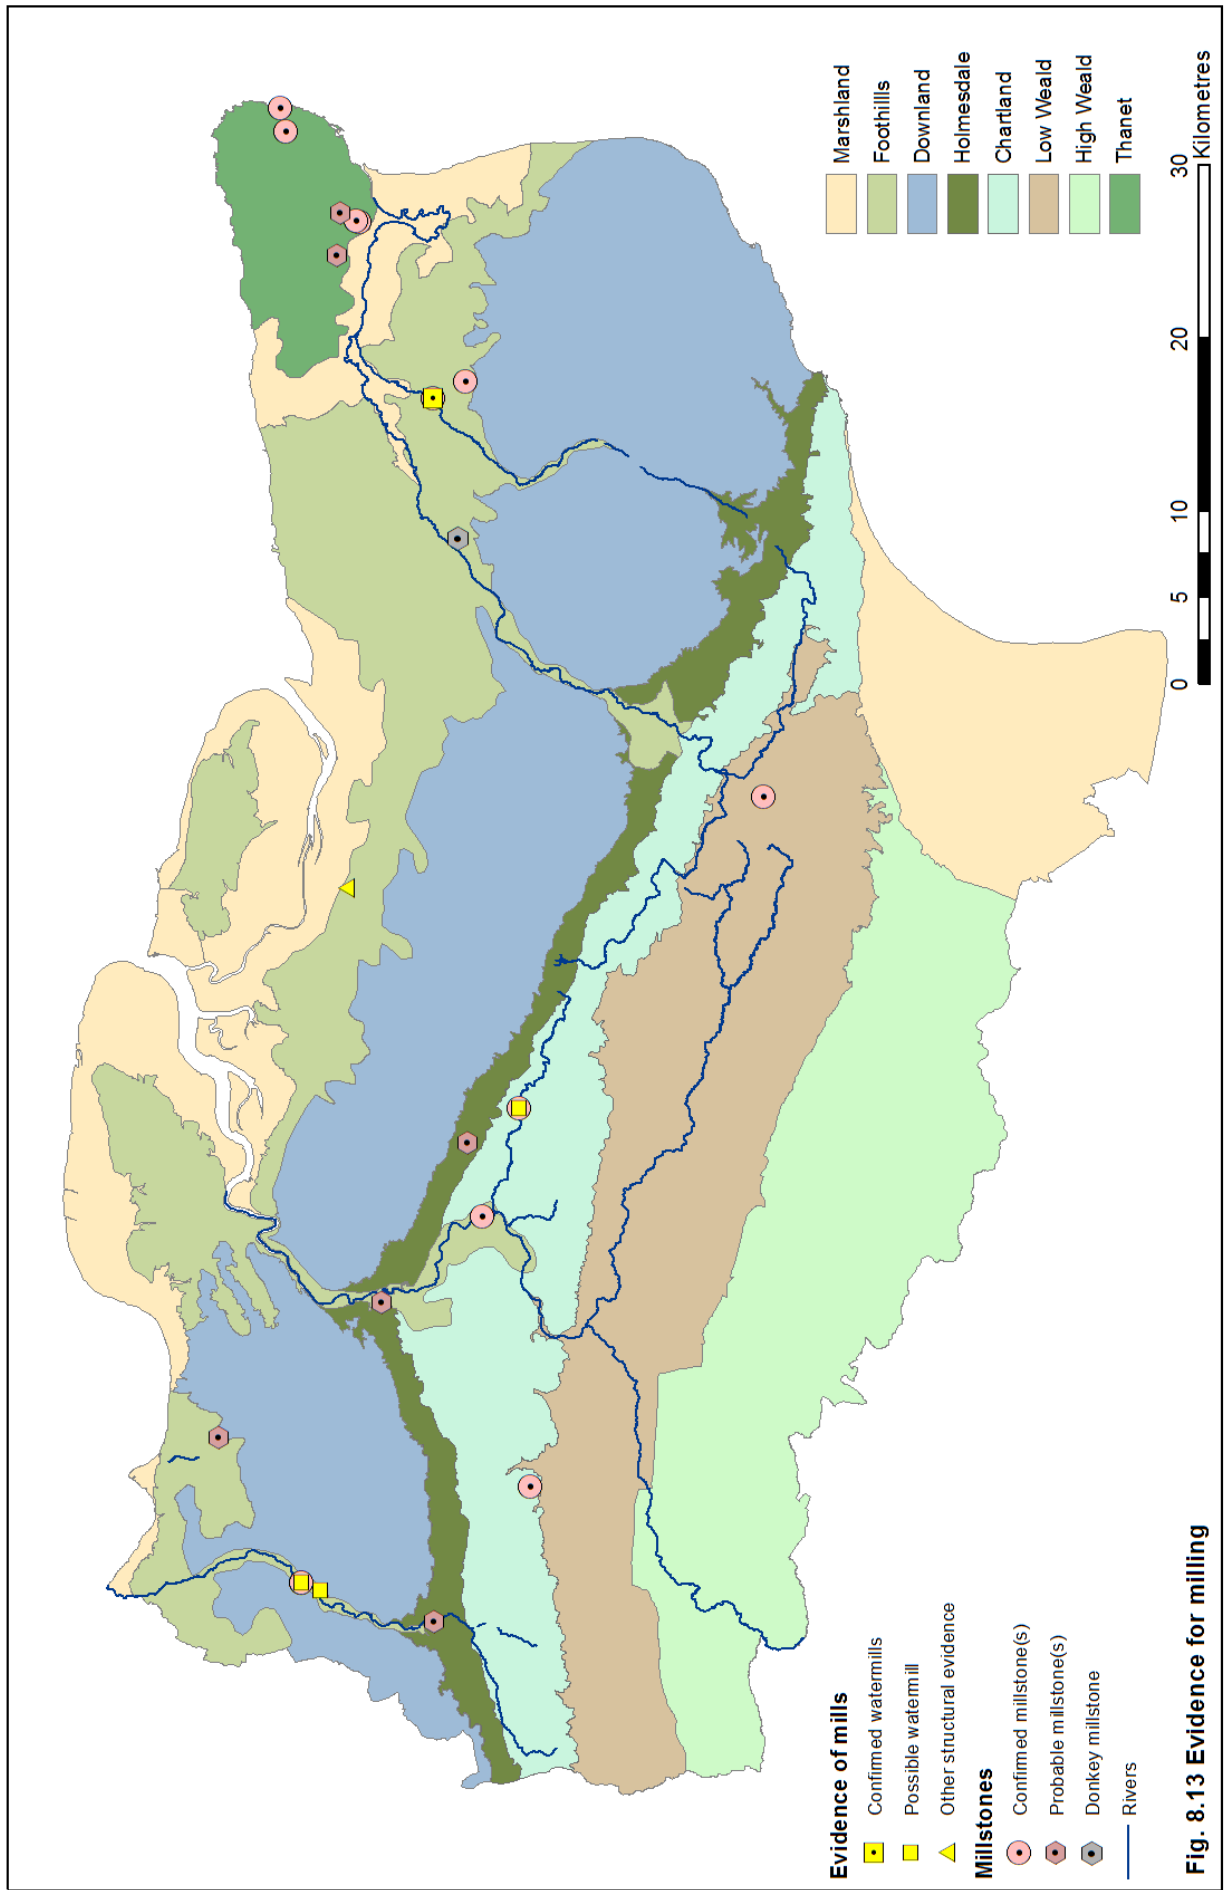 Marshland
Foothills
Downland
Holmesdale
Chartland
Low Weald
High Weald
Thanet
0 5 10 20 30
Kilometres
Evidence of mills
Confirmed watermills
Possible watermill
Other structural evidence
Millstones
Confirmed millstone(s)
Probable millstone(s)
Donkey millstone
Rivers
Fig. 8.13 Evidence for milling